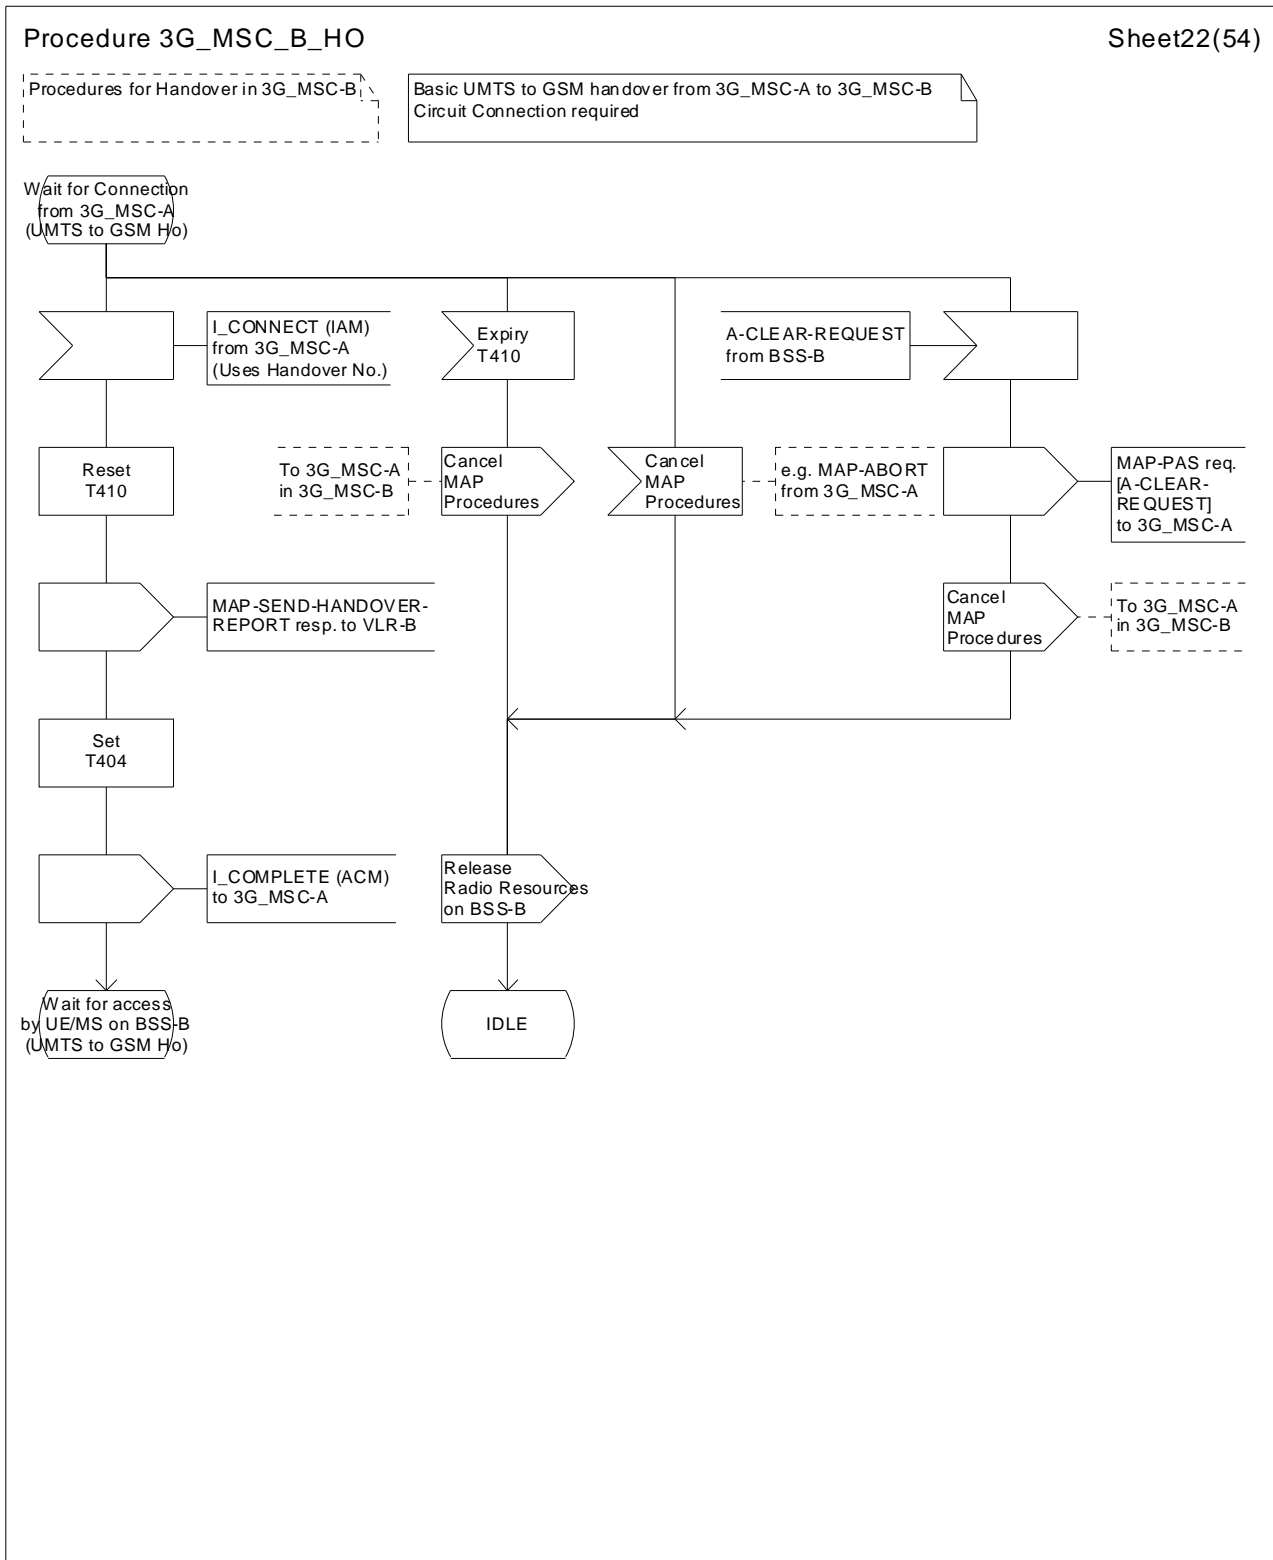 Procedure 3G_MSC_B_HO
Sheet22(54)
Procedures for Handover in 3G_MSC-B
Basic UMTS to GSM handover from 3G_MSC-A to 3G_MSC-B
Circuit Connection required
Wait for Connection
from 3G_MSC-A
(UMTS to GSM Ho)
I_CONNECT (IAM)
from 3G_MSC-A
(Uses Handover No.)
Expiry
T410
A-CLEAR-REQUEST
from BSS-B
Reset
T410
To 3G_MSC-A
in 3G_MSC-B
Cancel
MAP
Procedures
Cancel
MAP
Procedures
e.g. MAP-ABORT
from 3G_MSC-A
MAP-PAS req.
[A-CLEAR-
REQUEST]
to 3G_MSC-A
MAP-SEND-HANDOVER-
REPORT resp. to VLR-B
Cancel
MAP
Procedures
To 3G_MSC-A
in 3G_MSC-B
Set
T404
I_COMPLETE (ACM)
to 3G_MSC-A
Release
Radio Resources
on BSS-B
Wait for access
by UE/MS on BSS-B
(UMTS to GSM Ho)
IDLE